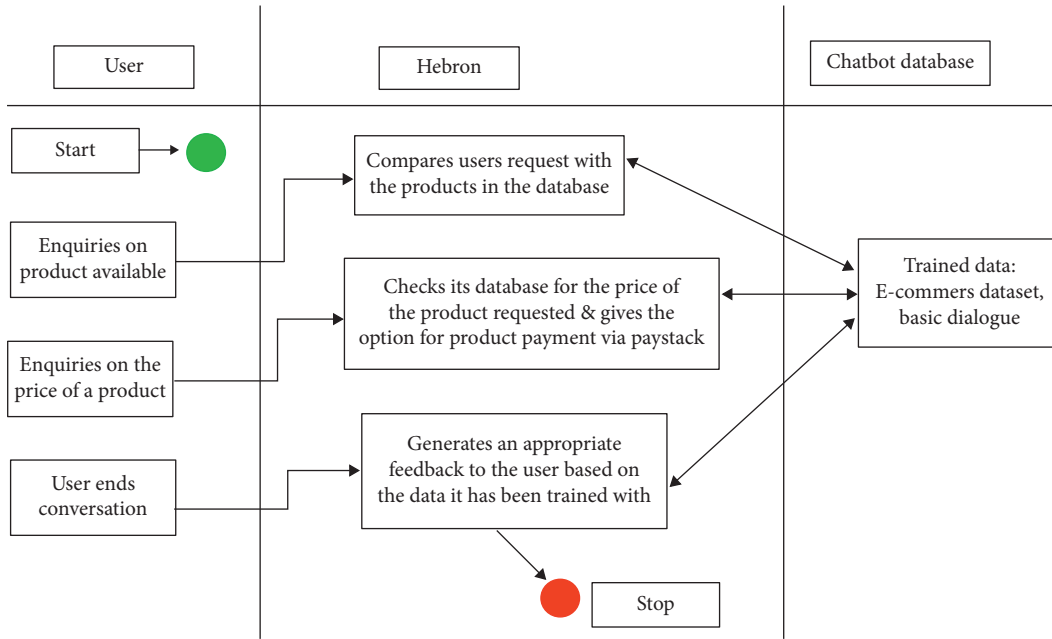 User
Hebron
Chatbot database
Start
Compares users request with
the products in the database
Enquiries on
product available
Checks its database for the price of
the product requested & gives the
option for product payment via paystack
Trained data:
E-commers dataset,
basic dialogue
Enquiries on the
price of a product
Generates an appropriate
feedback to the user based on
the data it has been trained with
User ends
conversation
Stop